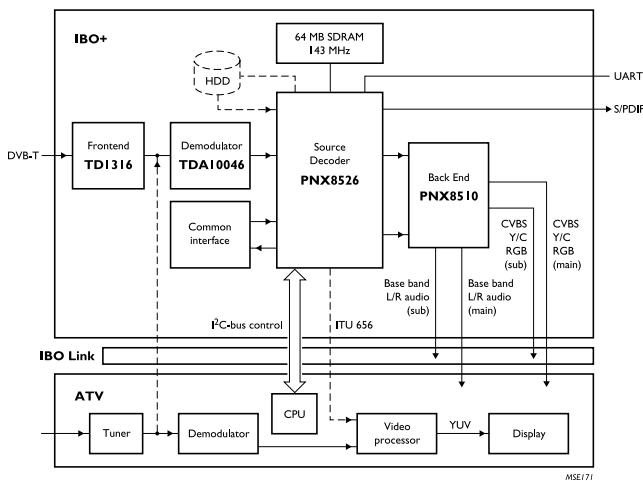 IBO+
64 MB SDRAM
143 MHz
HDD
UART
S/PDIF
DVB-T
Frontend
TD1316
Demodulator
TDA10046
Source
Decoder
PNX8526
Back End
PNX8510
Common
interface
CVBS
Y/C
RGB
(sub)
CVBS
Y/C
RGB
(main)
Base band
L/R audio
(sub)
Base band
L/R audio
(main)
I²C-bus control
ITU 656
IBO Link
ATV
CPU
Tuner
Demodulator
Video
processor
YUV
Display
MSE171